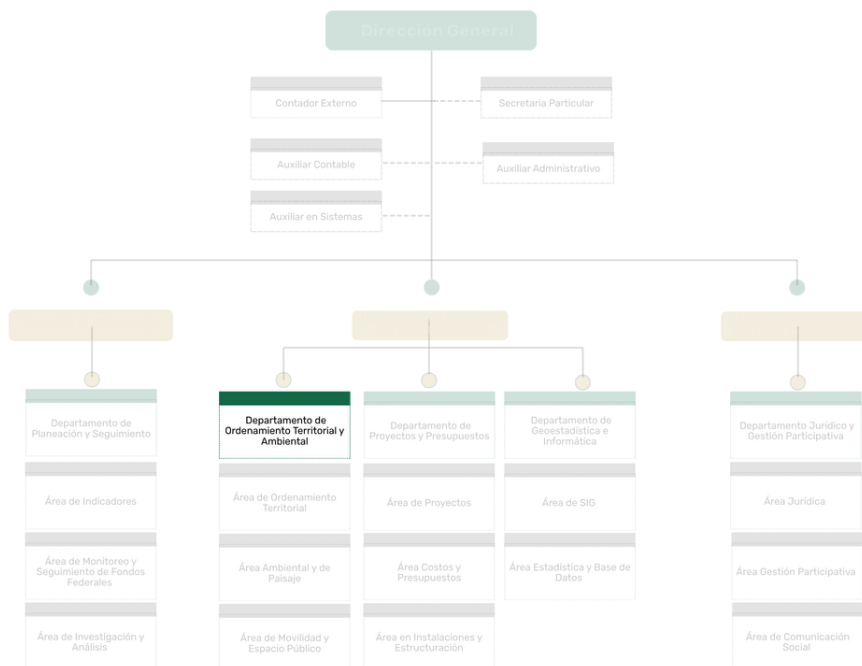 Dirección General
Contador Externo
Secretaria Particular
Auxiliar Contable
Auxiliar Administrativo
Auxiliar en Sistemas
Departamento de
Planeación y Seguimiento
Departamento de
Ordenamiento Territorial y
Ambiental
Departamento de
Proyectos y Presupuestos
Departamento de
Geoestadística e
Informática
Departamento Jurídico y
Gestión Participativa
Área de Indicadores
Área de Ordenamiento
Territorial
Área de Proyectos
Área de SIG
Área Jurídica
Área de Monitoreo y
Seguimiento de Fondos
Federales
Área Ambiental y de
Paisaje
Área Costos y
Presupuestos
Área Estadística y Base de
Datos
Área Gestión Participativa
Área de Investigación y
Análisis
Área de Movilidad y
Espacio Público
Área en Instalaciones y
Estructuración
Área de Comunicación
Social